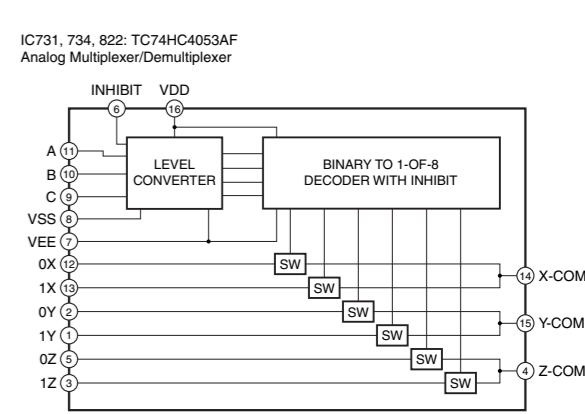 IC731, 734, 822: TC74HC4053AF
Analog Multiplexer/Demultiplexer
INHIBIT VDD
6 16
A 11
B 10
C 9
VSS 8
VEE 7
0X 12
1X 13
0Y 2
1Y 1
0Z 5
1Z 3
LEVEL
CONVERTER
BINARY TO 1-OF-8
DECODER WITH INHIBIT
SW
SW
SW
SW
SW
SW
14 X-COM
15 Y-COM
4 Z-COM